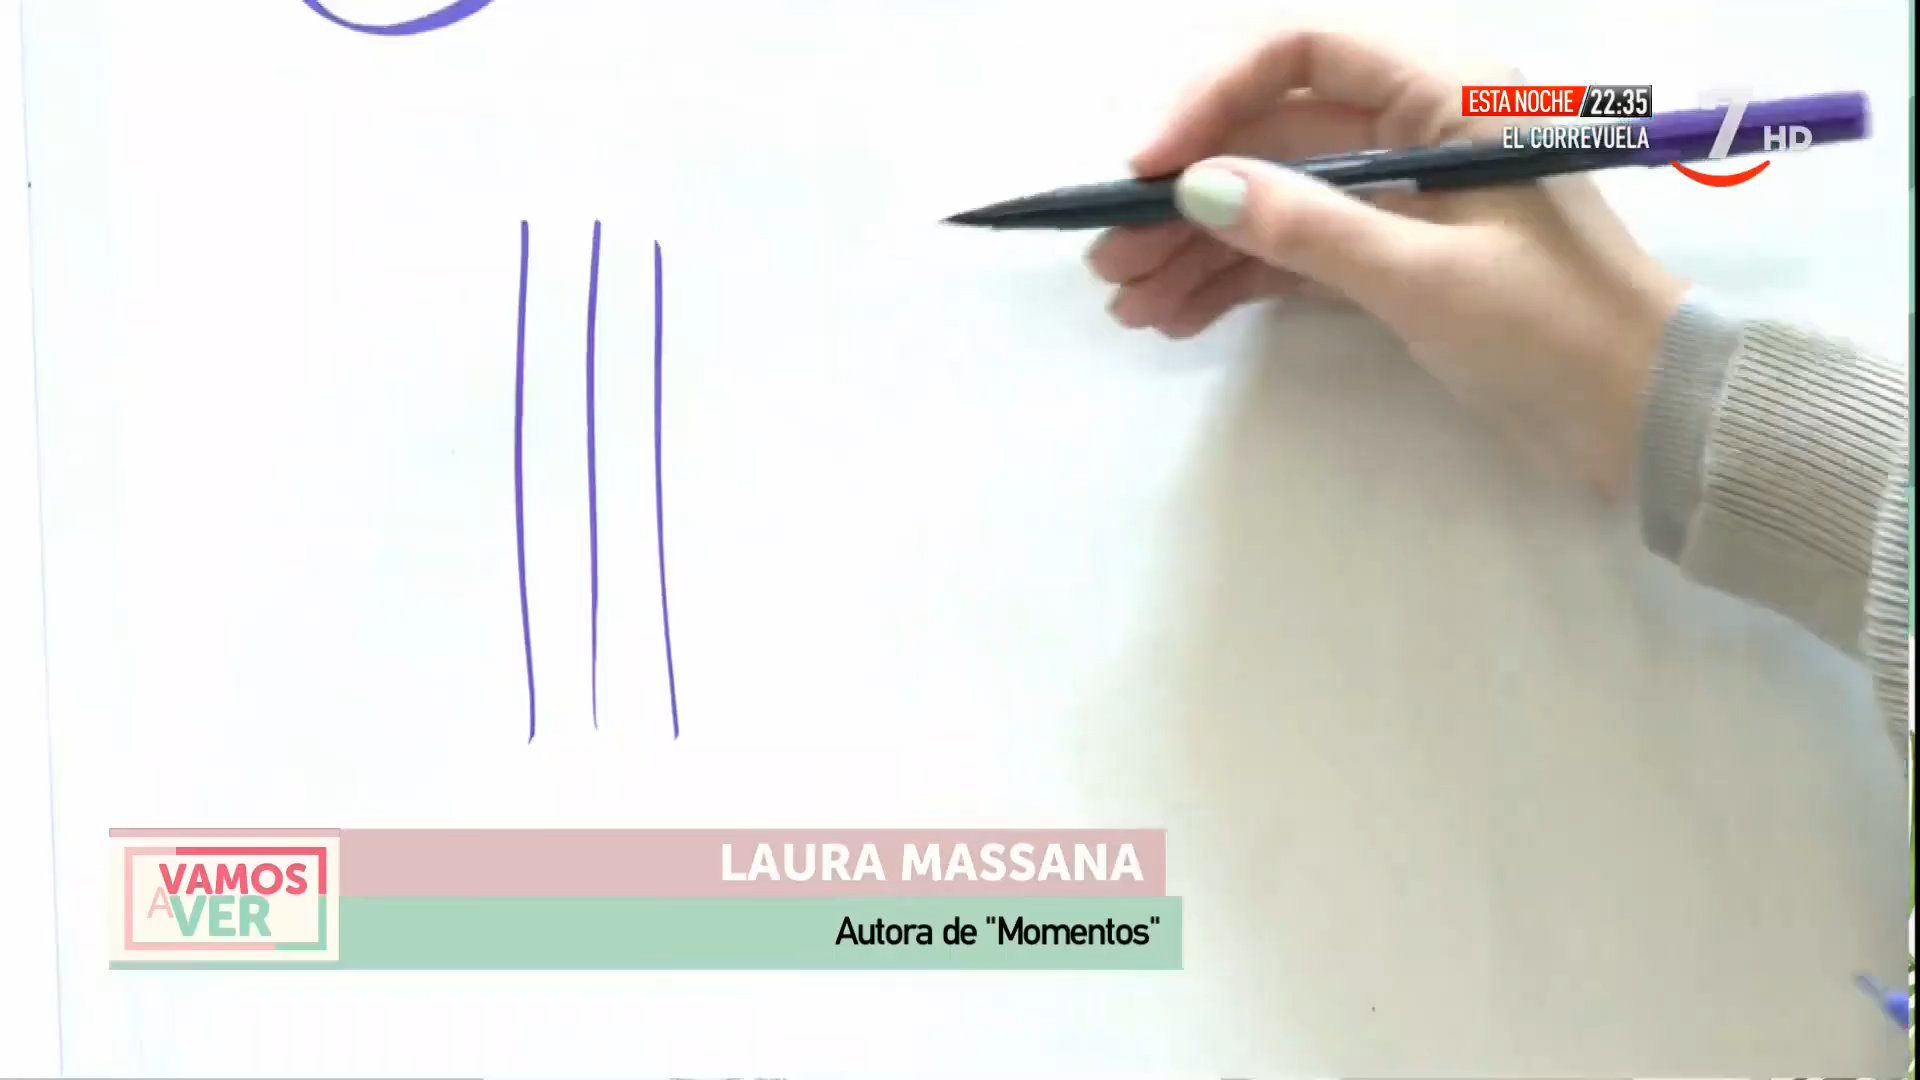 ESTA NOCHE 22:35
EL CORREVUELA
7 HD
VAMOS
A VER
LAURA MASSANA
Autora de "Momentos"